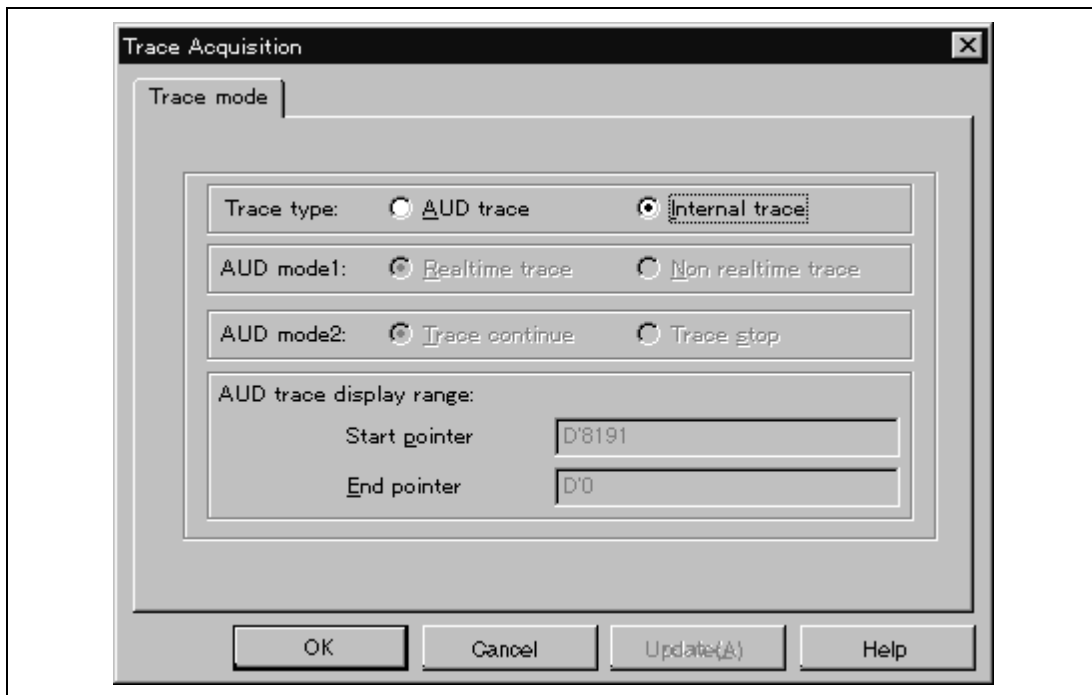 Trace Acquisition
Trace mode
Trace type: AUD trace Internal trace
AUD mode1: Realtime trace Non realtime trace
AUD mode2: Trace continue Trace stop
AUD trace display range:
Start pointer D'8191
End pointer D'0
OK Cancel Update(A) Help